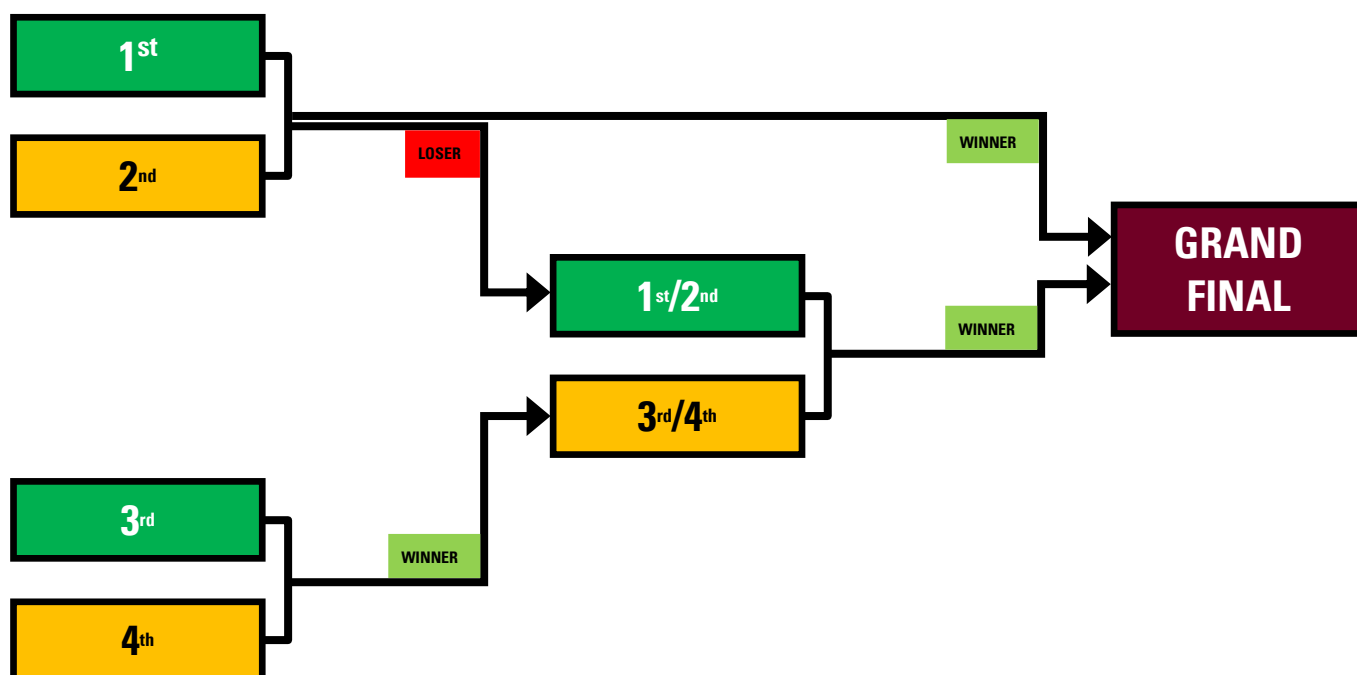 1st
2nd
LOSER
WINNER
GRAND
FINAL
1st/2nd
WINNER
3rd/4th
3rd
WINNER
4th